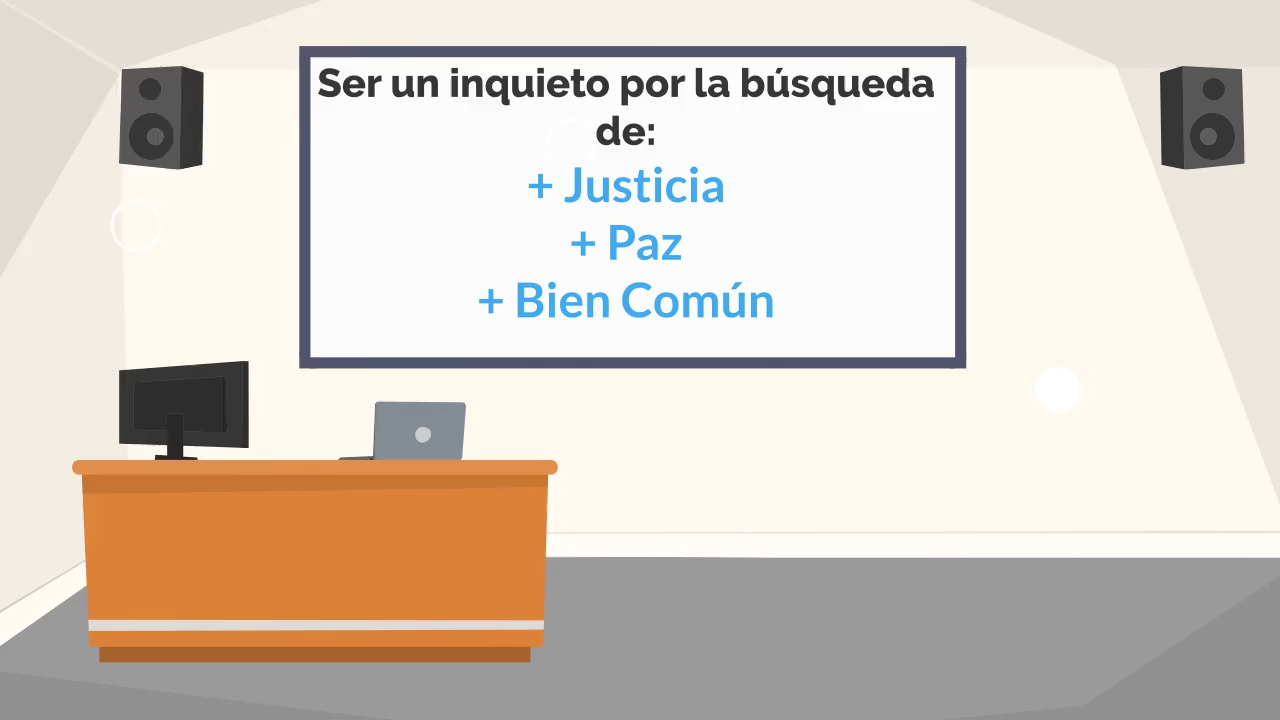 Ser un inquieto por la búsqueda
de:
+ Justicia
+ Paz
+ Bien Común